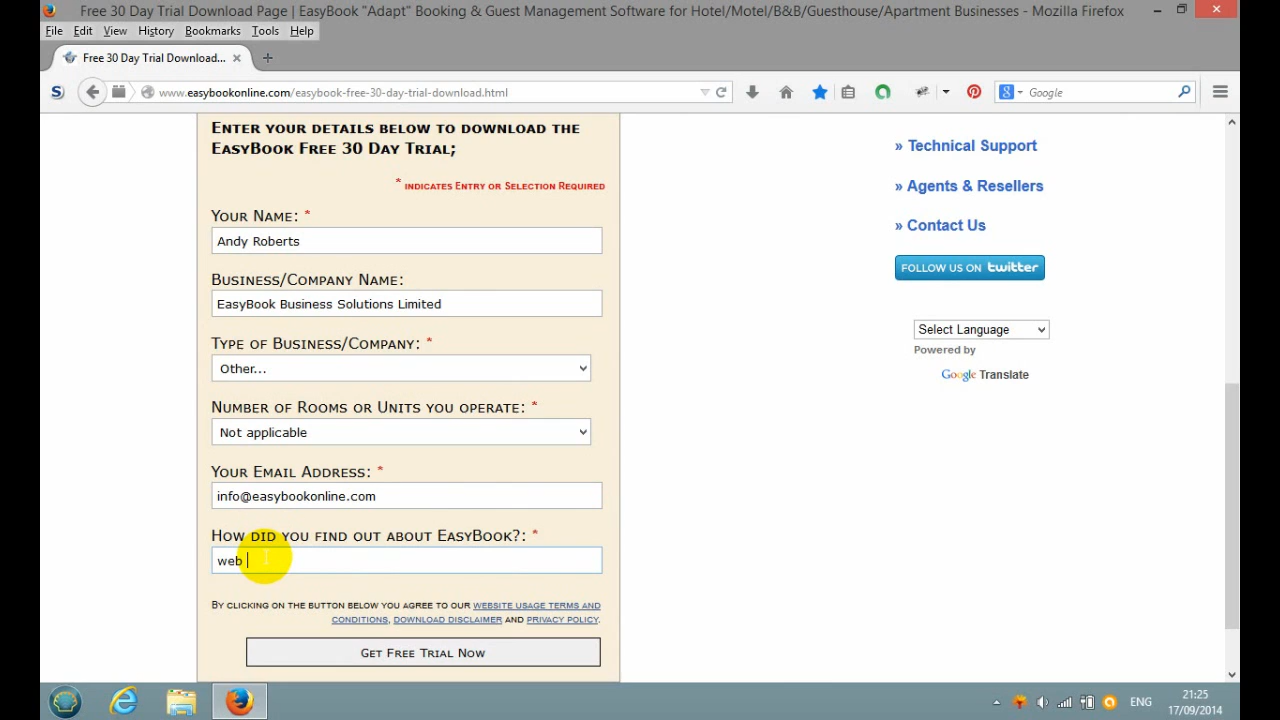 Free 30 Day Trial Download Page | EasyBook "Adapt" Booking & Guest Management Software for Hotel/Motel/B&B/Guesthouse/Apartment Businesses - Mozilla Firefox
File Edit View History Bookmarks Tools Help
Free 30 Day Trial Download...
www.easybookonline.com/easybook-free-30-day-trial-download.html
Google
Enter your details below to download the
EasyBook Free 30 Day Trial;
* indicates Entry or Selection Required
Your Name: *
Andy Roberts
Business/Company Name:
EasyBook Business Solutions Limited
Type of Business/Company: *
Other...
Number of Rooms or Units you operate: *
Not applicable
Your Email Address: *
info@easybookonline.com
How did you find out about EasyBook?: *
web
By clicking on the button below you agree to our website usage terms and
conditions, download disclaimer and privacy policy.
Get Free Trial Now
» Technical Support
» Agents & Resellers
» Contact Us
FOLLOW US ON twitter
Select Language
Powered by
Google Translate
ENG
21:25
17/09/2014